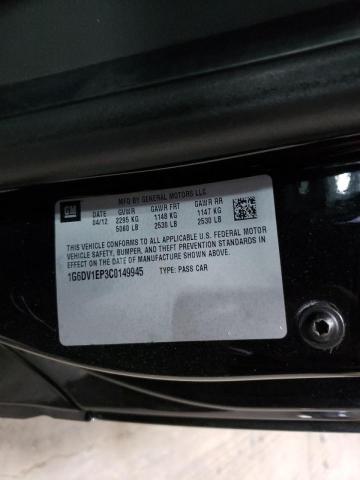 MFG BY GENERAL MOTORS LLC
GM DATE GVWR GAWR FRT GAWR RR
04/12 2295 KG 1148 KG 1147 KG
5060 LB 2530 LB 2530 LB
THIS VEHICLE CONFORMS TO ALL APPLICABLE U.S. FEDERAL MOTOR
VEHICLE SAFETY, BUMPER, AND THEFT PREVENTION STANDARDS IN
EFFECT ON THE DATE OF MANUFACTURE SHOWN ABOVE.
1G6DV1EP3C0149945 TYPE: PASS CAR